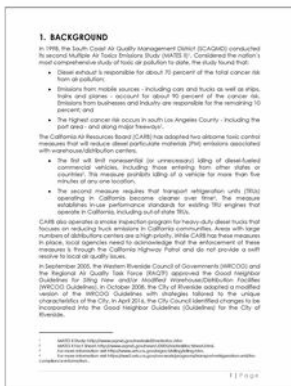 1. BACKGROUND
In 1998, the South Coast Air Quality Management District (SCAQMD) conducted
its second Multiple Air Toxics Emissions Study (MATES II)¹. Considered the nation's
most comprehensive study of toxic air pollution to date, the study found that:
• Diesel exhaust is responsible for about 70 percent of the total cancer risk
from air pollution;
• Emissions from mobile sources - including cars and trucks as well as ships,
trains and planes - account for about 90 percent of the cancer risk.
Emissions from businesses and industry are responsible for the remaining 10
percent; and
• The highest cancer risk occurs in south Los Angeles County - including the
port area - and along major freeways².
The California Air Resources Board (CARB) has adopted two airborne toxic control
measures that will reduce diesel particulate materials (PM) emissions associated
with warehouse/distribution centers.
• The first will limit nonessential (or unnecessary) idling of diesel-fueled
commercial vehicles, including those entering from other states or
countries³. This measure prohibits idling of a vehicle for more than five
minutes at any one location.
• The second measure requires that transport refrigeration units (TRUs)
operating in California become cleaner over time⁴. The measure
establishes in-use performance standards for existing TRU engines that
operate in California, including out of state TRUs.
CARB also operates a smoke inspection program for heavy-duty diesel trucks that
focuses on reducing truck emissions in California communities. Areas with large
numbers of distribution centers are a high priority. While CARB has these measures
in place, local agencies need to acknowledge that the enforcement of these
measures is through the California Highway Patrol and do not provide a swift
resolve to local air quality issues.
In September 2005, the Western Riverside Council of Governments (WRCOG) and
the Regional Air Quality Task Force (RAQTF) approved the Good Neighbor
Guidelines for Siting New and/or Modified Warehouse/Distribution Facilities
(WRCOG Guidelines). In October 2008, the City of Riverside adopted a modified
version of the WRCOG Guidelines with strategies tailored to the unique
characteristics of the City. In April 2016, the City Council identified changes to be
incorporated into the Good Neighbor Guidelines (Guidelines) for the City of
Riverside.
1 | Page